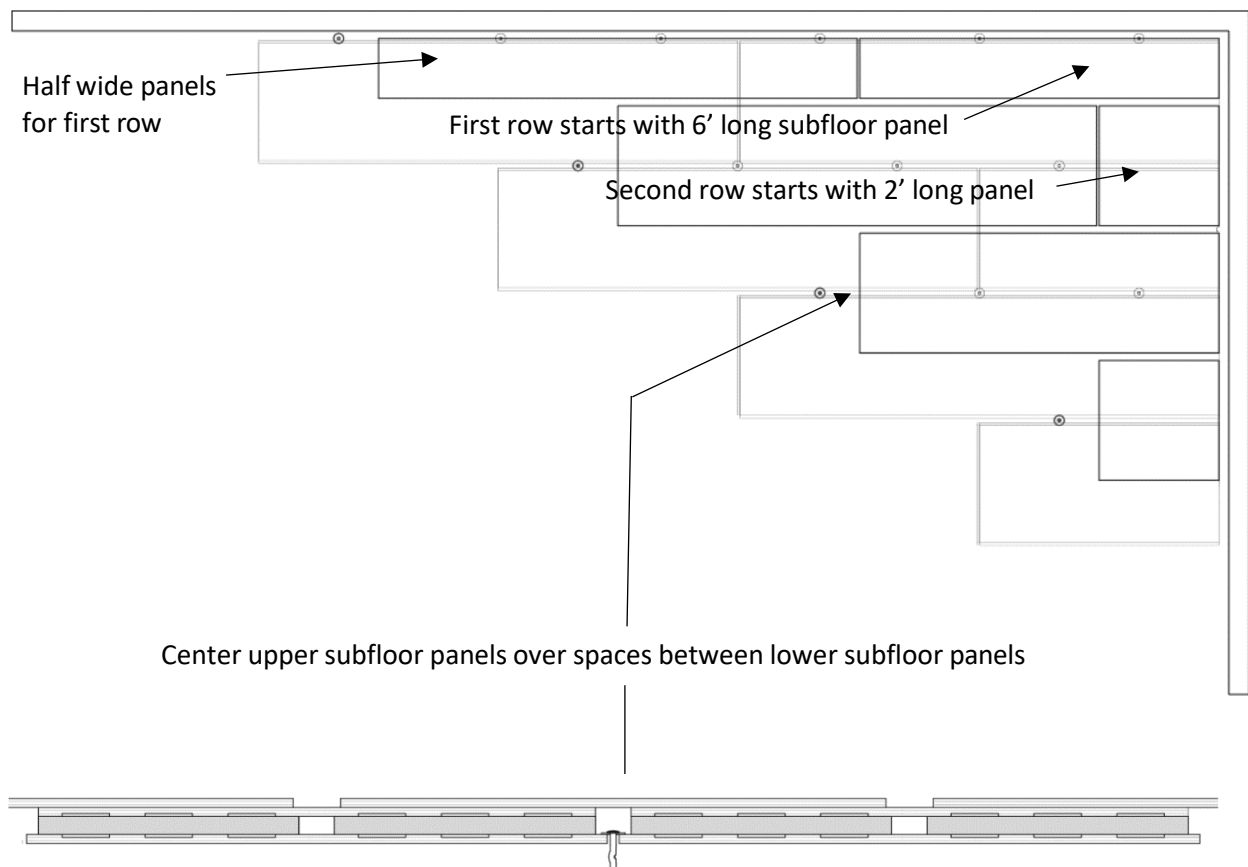 Half wide panels
for first row
First row starts with 6’ long subfloor panel
Second row starts with 2’ long panel
Center upper subfloor panels over spaces between lower subfloor panels